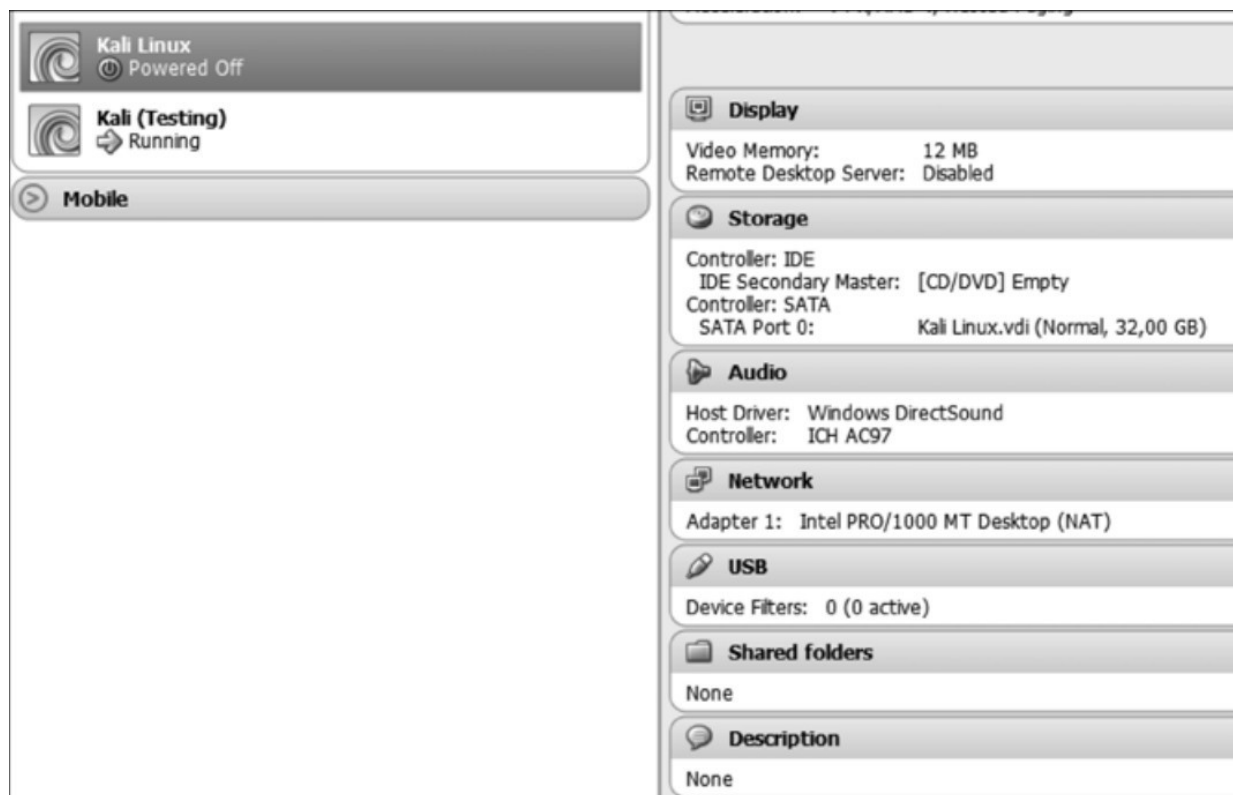 Kali Linux
Powered Off
Kali (Testing)
Running
Mobile
Display
Video Memory: 12 MB
Remote Desktop Server: Disabled
Storage
Controller: IDE
IDE Secondary Master: [CD/DVD] Empty
Controller: SATA
SATA Port 0: Kali Linux.vdi (Normal, 32,00 GB)
Audio
Host Driver: Windows DirectSound
Controller: ICH AC97
Network
Adapter 1: Intel PRO/1000 MT Desktop (NAT)
USB
Device Filters: 0 (0 active)
Shared folders
None
Description
None